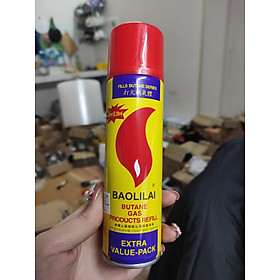 FILLS BUTANE SERIES
BAOLILAI
BUTANE
GAS
PRODUCTS REFILL
EXTRA
VALUE-PACK